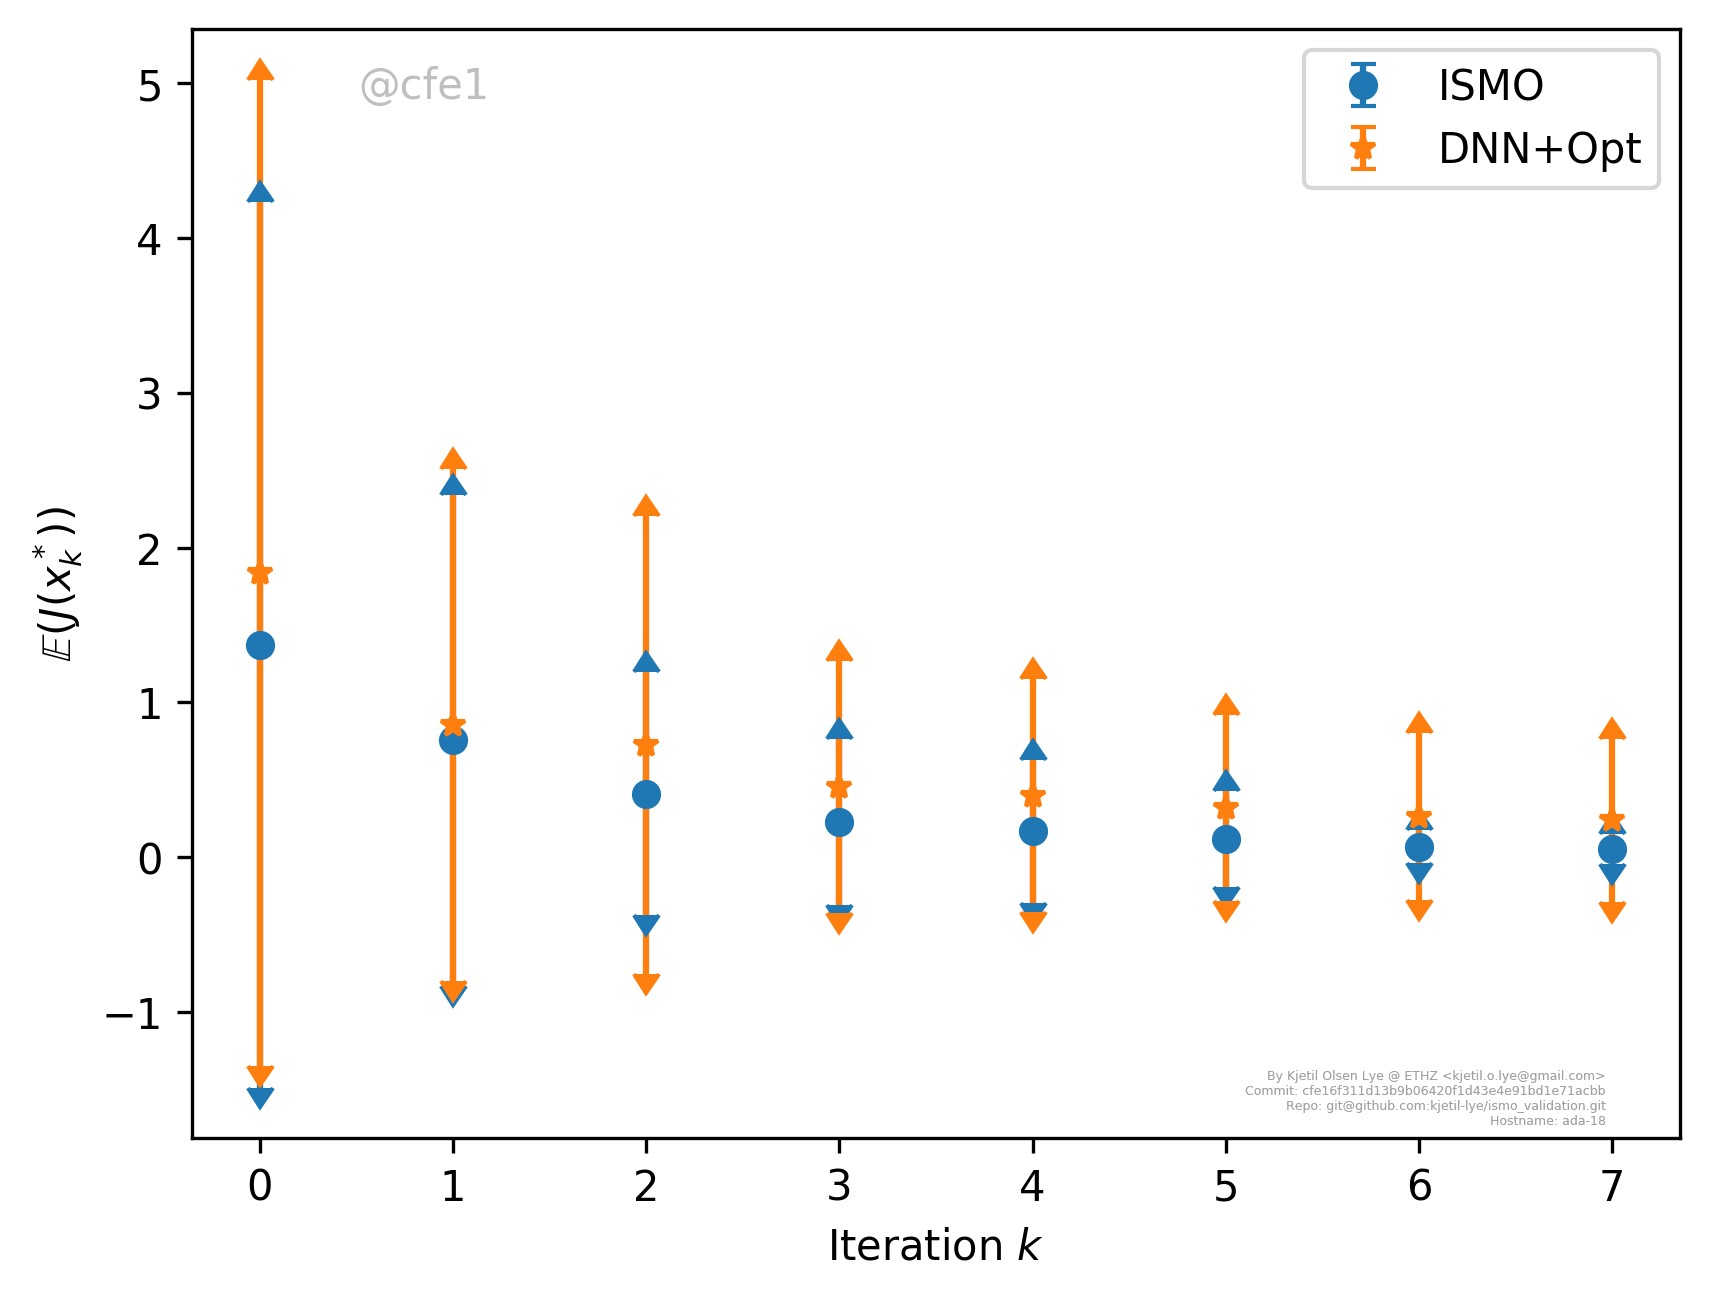 @cfe1
ISMO
DNN+Opt
5
4
3
2
1
0
−1
𝔼(J(x*k))
0 1 2 3 4 5 6 7
Iteration k
By Kjetil Olsen Lye @ ETHZ <kjetil.o.lye@gmail.com>
Commit: cfe16f311d13b9b06420f1d43e4e91bd1e71acbb
Repo: git@github.com:kjetil-lye/ismo_validation.git
Hostname: ada-18